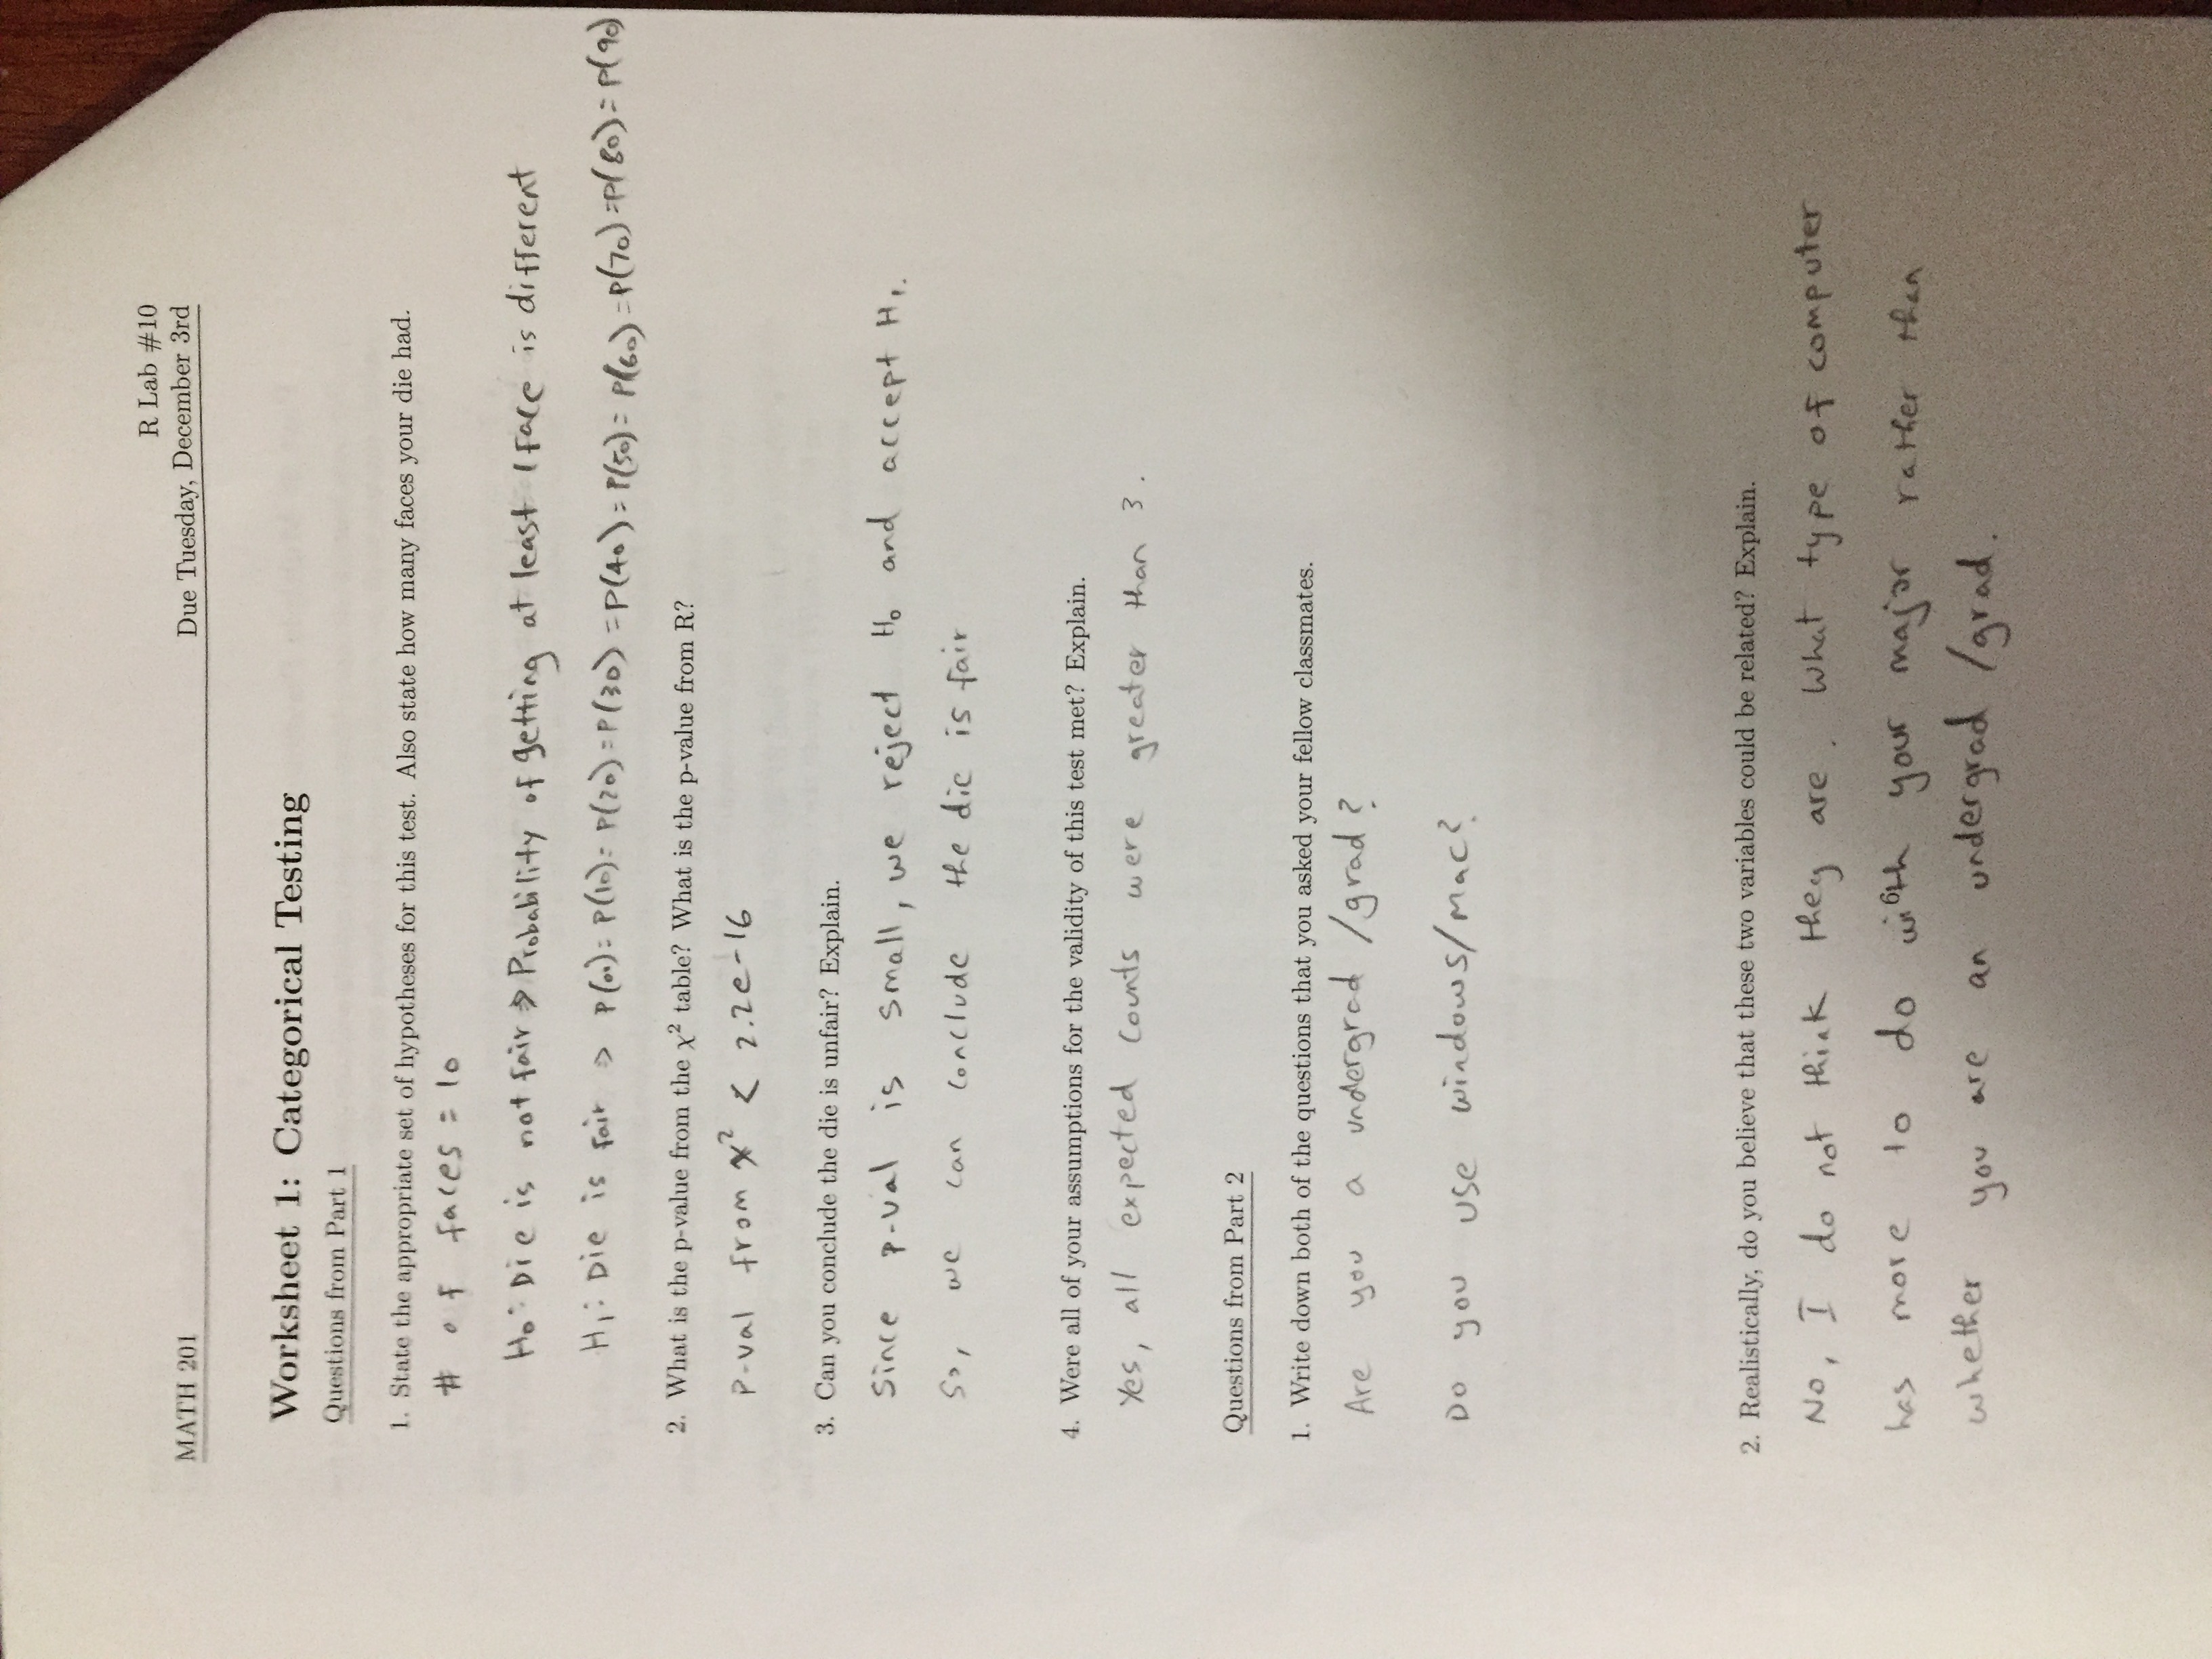 R Lab #10
MATH 201
Due Tuesday, December 3rd
Worksheet 1: Categorical Testing
Questions from Part 1
1. State the appropriate set of hypotheses for this test. Also state how many faces your die had.
# of faces = 10
H₀: Die is not fair ⇒ Probability of getting at least 1 face is different
H₁: Die is fair ⇒ P(00) = P(10) = P(20) = P(30) = P(40) = P(50) = P(60) = P(70) = P(80) = P(90)
2. What is the p-value from the χ² table? What is the p-value from R?
P-val from χ² < 2.2e-16
3. Can you conclude the die is unfair? Explain.
Since p-val is small, we reject H₀ and accept H₁.
So, we can conclude the die is fair
4. Were all of your assumptions for the validity of this test met? Explain.
Yes, all expected counts were greater than 3.
Questions from Part 2
1. Write down both of the questions that you asked your fellow classmates.
Are you a undergrad /grad?
Do you use windows/mac?
2. Realistically, do you believe that these two variables could be related? Explain.
No, I do not think they are. What type of computer
has more to do with your major rather than
6
whether you are an undergrad /grad.